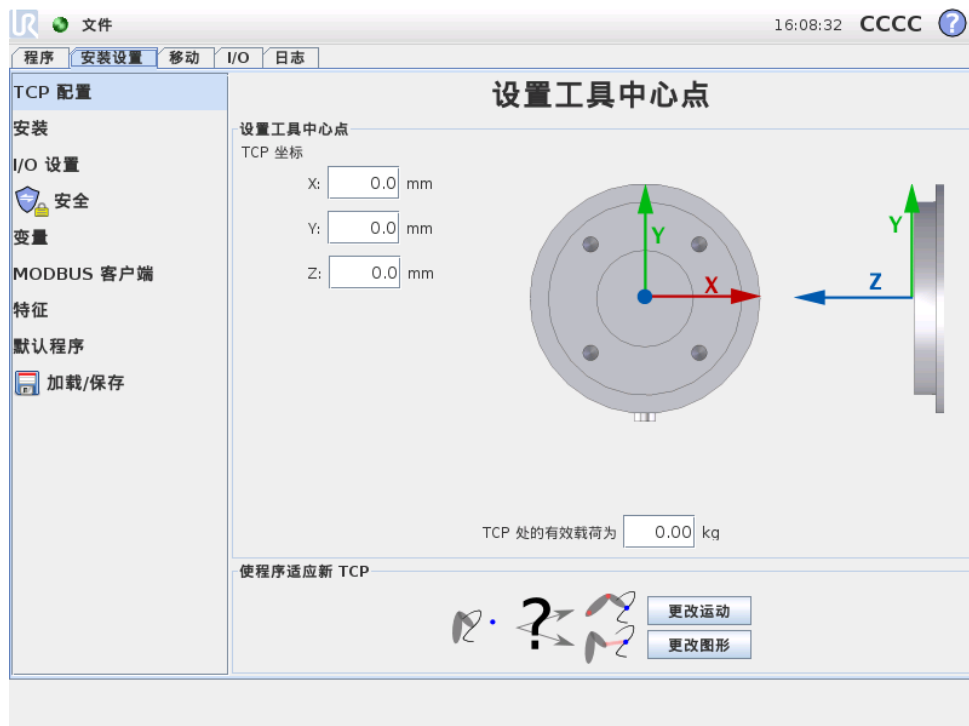 UR 文件 16:08:32 CCCC ?
程序 安装设置 移动 I/O 日志
TCP 配置
安装
I/O 设置
安全
变量
MODBUS 客户端
特征
默认程序
加载/保存
设置工具中心点
设置工具中心点
TCP 坐标
X: 0.0 mm
Y: 0.0 mm
Z: 0.0 mm
Y
X
Y
Z
TCP 处的有效载荷为 0.00 kg
使程序适应新 TCP
?
更改运动
更改图形